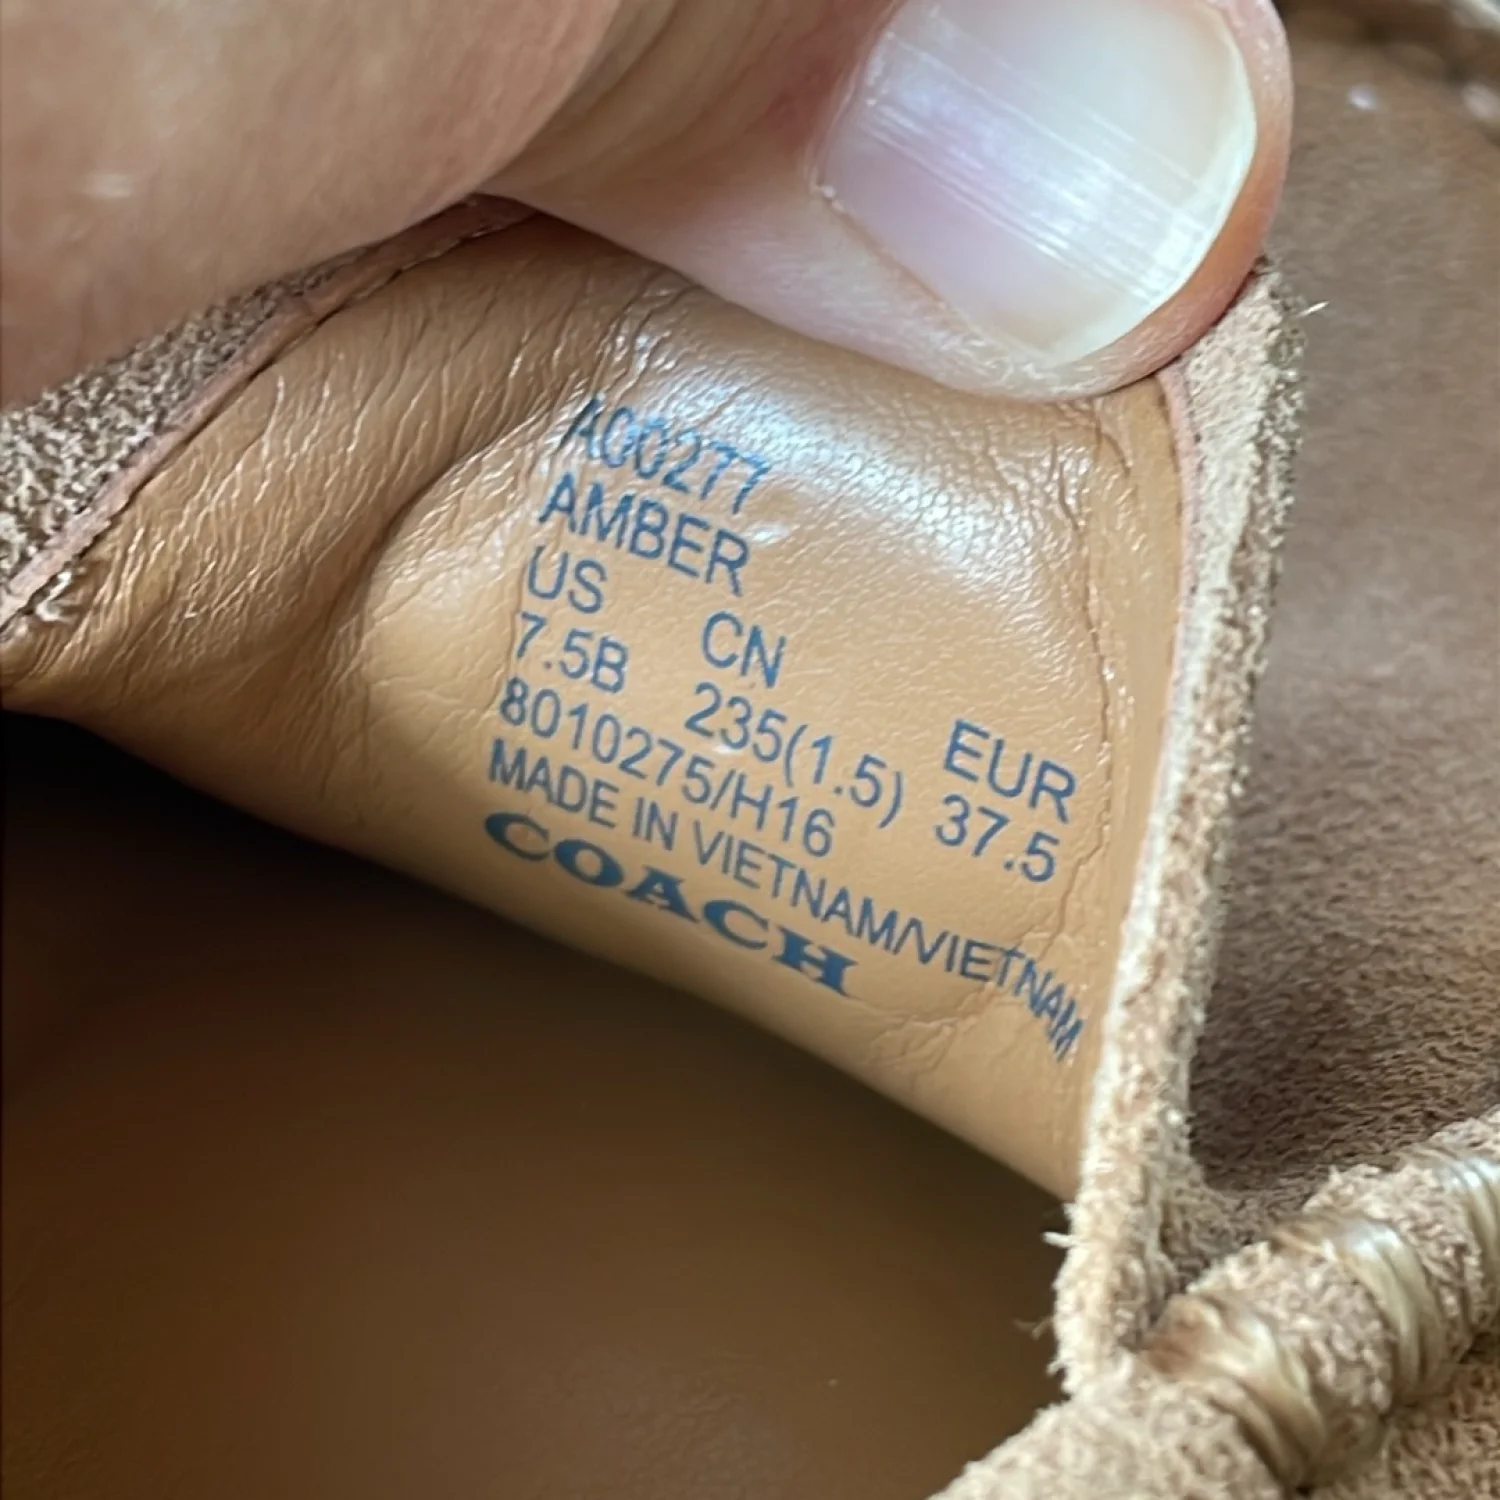 A00277
AMBER
US CN EUR
7.5B 235(1.5) 37.5
8010275/H16
MADE IN VIETNAM/VIETNAM
COACH